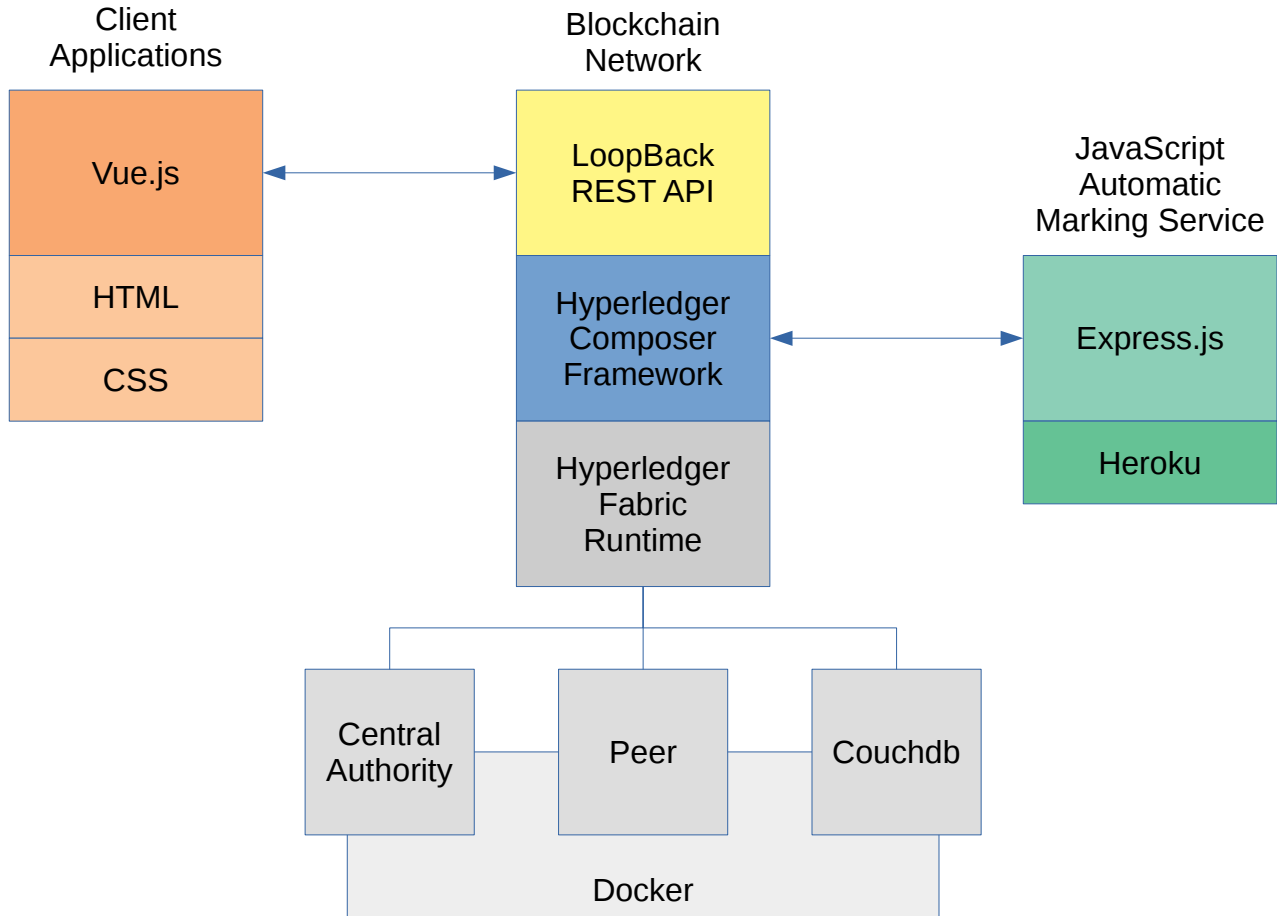 Client
Applications
Blockchain
Network
JavaScript
Automatic
Marking Service
Vue.js
HTML
CSS
LoopBack
REST API
Hyperledger
Composer
Framework
Hyperledger
Fabric
Runtime
Express.js
Heroku
Central
Authority
Peer
Couchdb
Docker